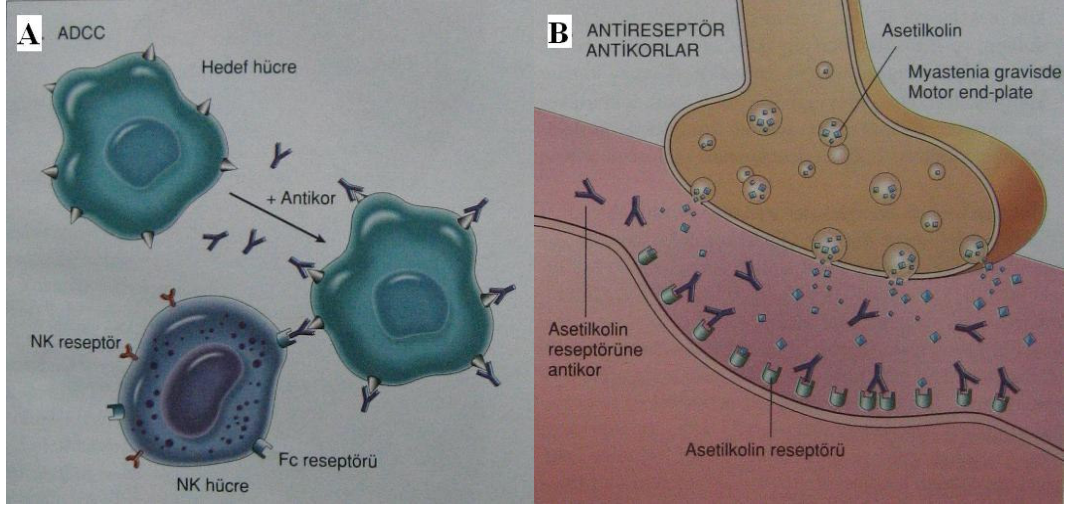 A
ADCC
Hedef hücre
+ Antikor
NK reseptör
Fc reseptörü
NK hücre
B
ANTİRESEPTÖR
ANTİKORLAR
Asetilkolin
Myastenia gravisde
Motor end-plate
Asetilkolin
reseptörüne
antikor
Asetilkolin reseptörü